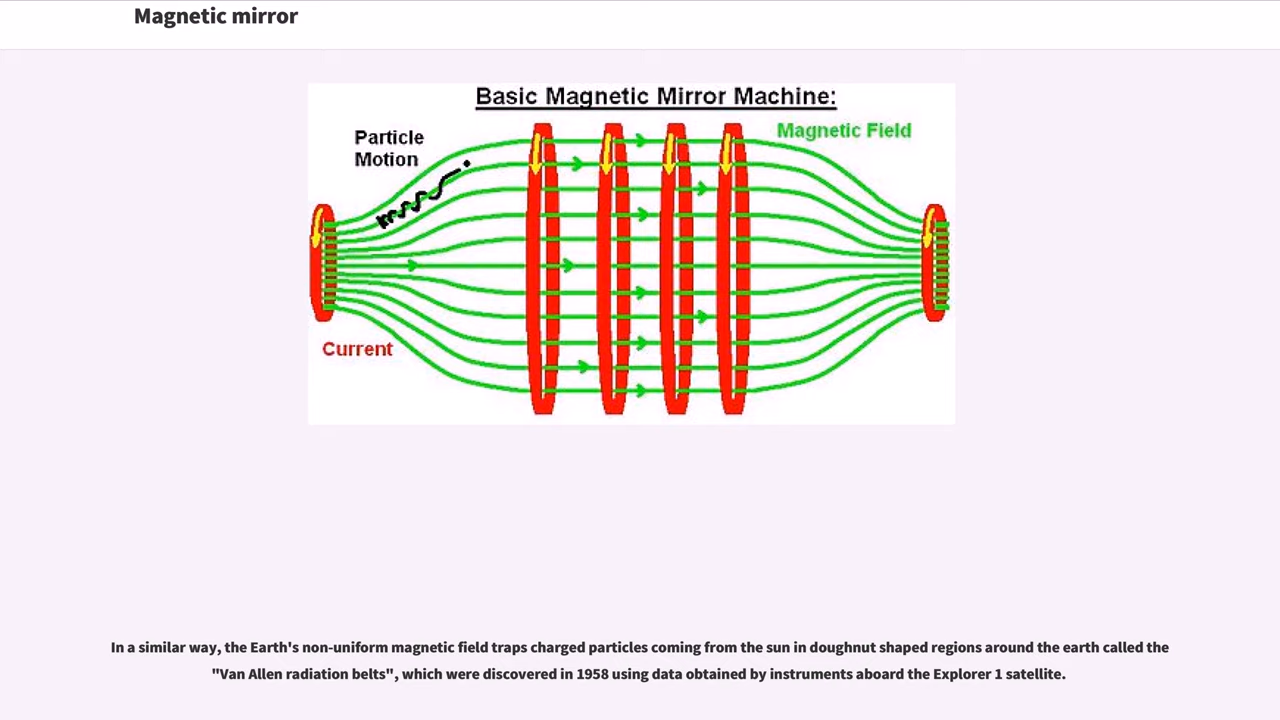 Magnetic mirror
Basic Magnetic Mirror Machine:
Particle
Motion
Magnetic Field
Current
In a similar way, the Earth's non-uniform magnetic field traps charged particles coming from the sun in doughnut shaped regions around the earth called the
"Van Allen radiation belts", which were discovered in 1958 using data obtained by instruments aboard the Explorer 1 satellite.